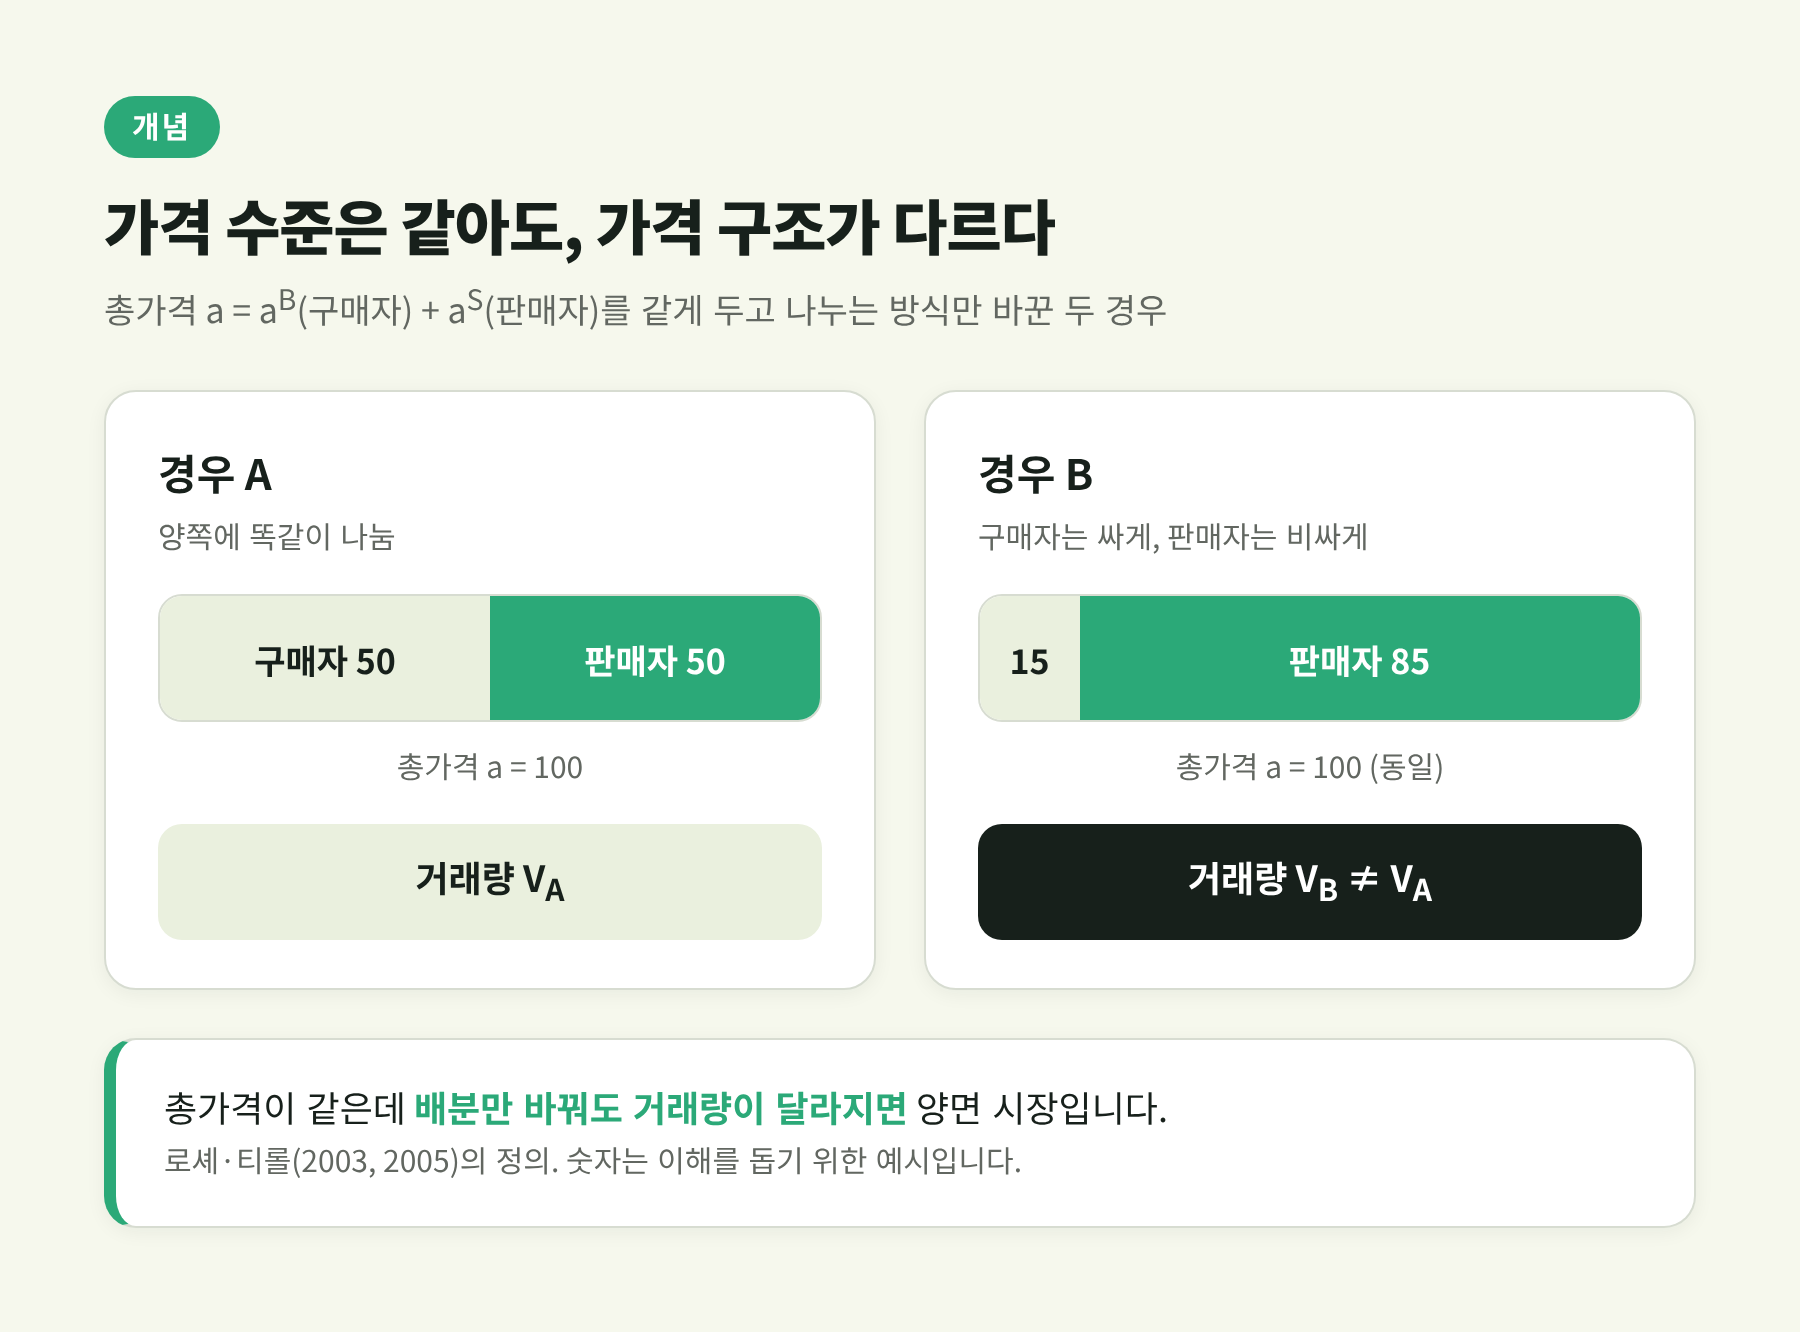 개념
가격 수준은 같아도, 가격 구조가 다르다
총가격 a = aᴮ(구매자) + aˢ(판매자)를 같게 두고 나누는 방식만 바꾼 두 경우
경우 A
양쪽에 똑같이 나눔
구매자 50 판매자 50
총가격 a = 100
거래량 V_A
경우 B
구매자는 싸게, 판매자는 비싸게
15 판매자 85
총가격 a = 100 (동일)
거래량 V_B ≠ V_A
총가격이 같은데 배분만 바꿔도 거래량이 달라지면 양면 시장입니다.
로셰·티롤(2003, 2005)의 정의. 숫자는 이해를 돕기 위한 예시입니다.